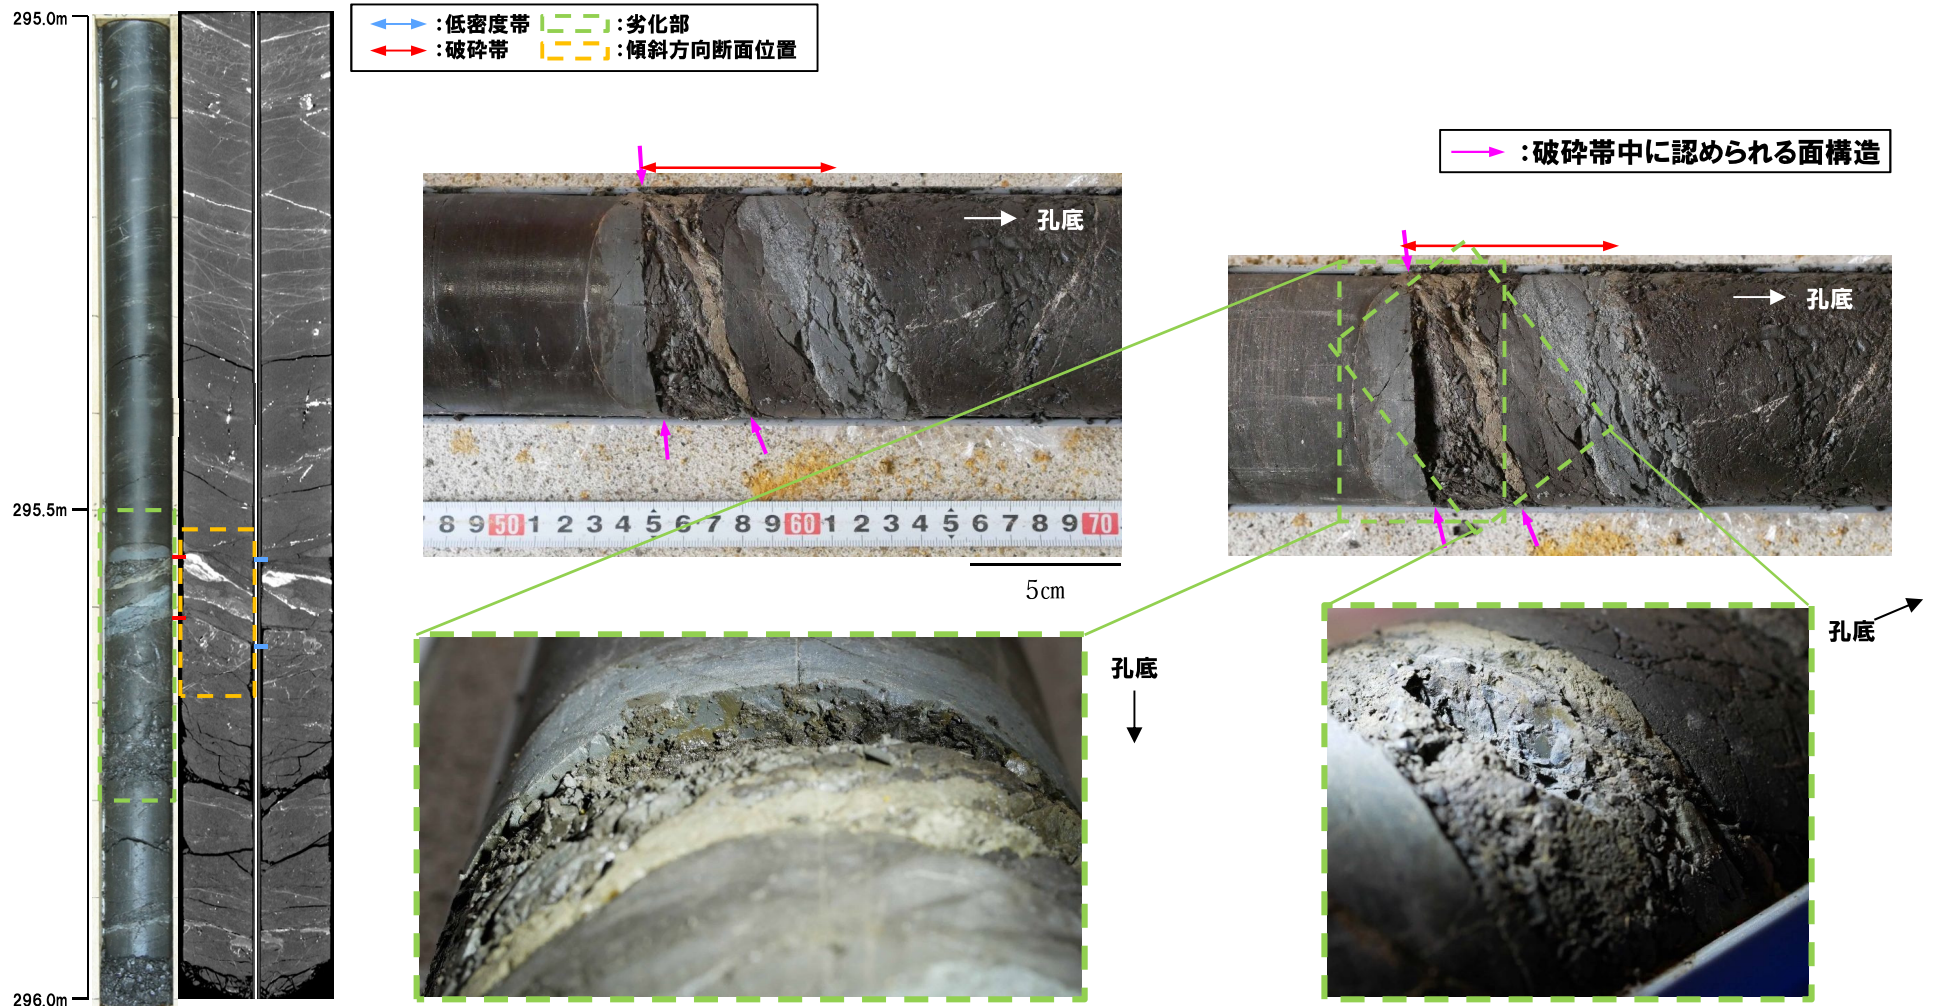 295.0m
295.5m
296.0m
:低密度帯
:劣化部
:破砕帯
:傾斜方向断面位置
:破砕帯中に認められる面構造
孔底
孔底
8 9 50 1 2 3 4 5 6 7 8 9 60 1 2 3 4 5 6 7 8 9 70
5cm
孔底
孔底